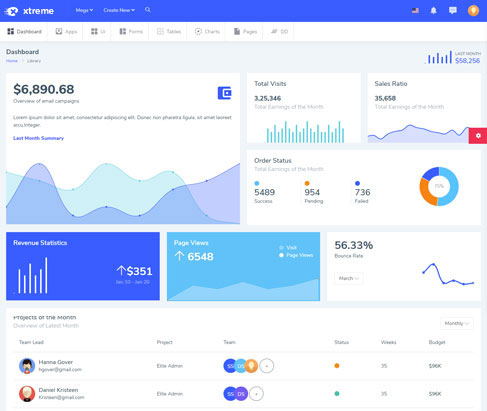 xtreme
Mega
Create New
Dashboard
Apps
Ui
Forms
Tables
Charts
Pages
DD
Dashboard
Home
Library
LAST MONTH
$58,256
$6,890.68
Overview of email campaigns
Lorem ipsum dolor sit amet, consectetur adipiscing elit. Donec non pharetra ligula, sit amet laoreet
arcu.Integer.
Last Month Summary
Total Visits
3,25,346
Total Earnings of the Month
Sales Ratio
35,658
Total Earnings of the Month
Order Status
Total Earnings of the Month
5489
954
736
Success
Pending
Failed
75%
Revenue Statistics
$351
Jan 10 - Jan 20
Page Views
6548
Visit
Page Views
56.33%
Bounce Rate
March
Projects of the Month
Overview of Latest Month
Monthly
Team Lead
Project
Team
Status
Weeks
Budget
Hanna Gover
hgover@gmail.com
Elite Admin
SS
DS
+
35
$96K
Daniel Kristeen
Kristeen@gmail.com
Elite Admin
SS
DS
+
35
$96K